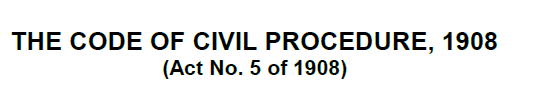 THE CODE OF CIVIL PROCEDURE, 1908
(Act No. 5 of 1908)